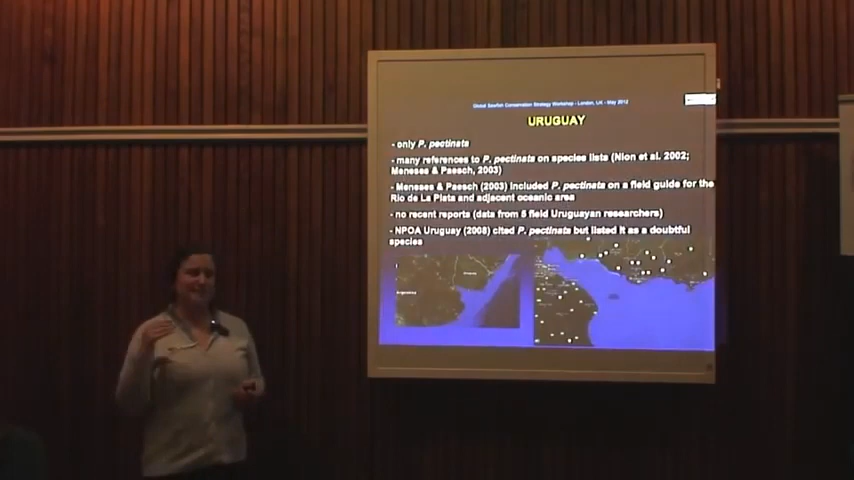 Global Sawfish Conservation Strategy Workshop - London, UK - May 2012
URUGUAY
- only P. pectinata
- many references to P. pectinata on species lists (Nion et al. 2002;
Meneses & Paesch, 2003)
- Meneses & Paesch (2003) included P. pectinata on a field guide for the
Rio de La Plata and adjacent oceanic area
- no recent reports (data from 5 field Uruguayan researchers)
- NPOA Uruguay (2008) cited P. pectinata but listed it as a doubtful
species
Uruguay
Argentina